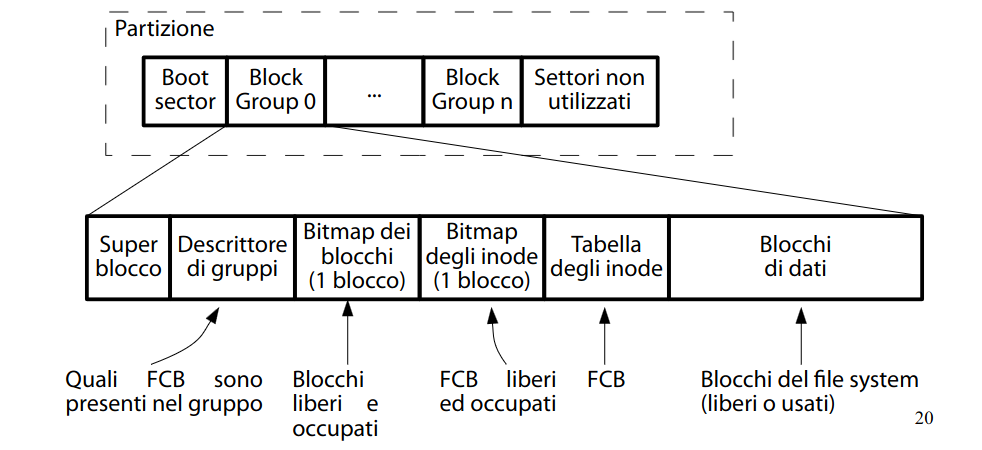 Partizione
Boot
sector
Block
Group 0
...
Block
Group n
Settori non
utilizzati
Super
blocco
Descrittore
di gruppi
Bitmap dei
blocchi
(1 blocco)
Bitmap
degli inode
(1 blocco)
Tabella
degli inode
Blocchi
di dati
Quali FCB sono
presenti nel gruppo
Blocchi
liberi e
occupati
FCB liberi
ed occupati
FCB
Blocchi del file system
(liberi o usati)
20